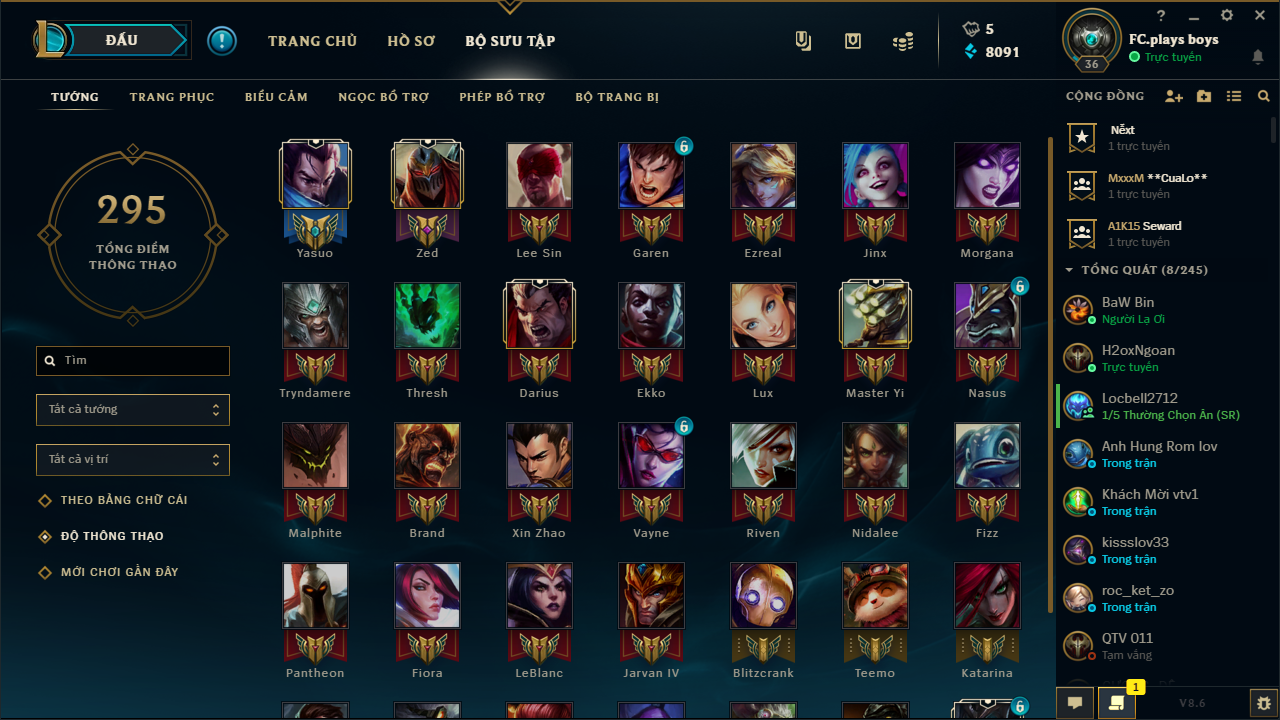 ĐẤU
!
TRANG CHỦ
HỒ SƠ
BỘ SƯU TẬP
5
8091
?
36
FC.plays boys
Trực tuyến
TƯỚNG
TRANG PHỤC
BIỂU CẢM
NGỌC BỔ TRỢ
PHÉP BỔ TRỢ
BỘ TRANG BỊ
CỘNG ĐỒNG
295
TỔNG ĐIỂM
THÔNG THẠO
Tìm
Tất cả tướng
Tất cả vị trí
THEO BẢNG CHỮ CÁI
ĐỘ THÔNG THẠO
MỚI CHƠI GẦN ĐÂY
6
Yasuo
Zed
Lee Sin
Garen
Ezreal
Jinx
Morgana
6
Tryndamere
Thresh
Darius
Ekko
Lux
Master Yi
Nasus
6
Malphite
Brand
Xin Zhao
Vayne
Riven
Nidalee
Fizz
Pantheon
Fiora
LeBlanc
Jarvan IV
Blitzcrank
Teemo
Katarina
6
Nễxt
1 trực tuyến
MxxxM **CuaLo**
1 trực tuyến
A1K15 Seward
1 trực tuyến
TỔNG QUÁT (8/245)
BaW Bin
Người Lạ Ơi
H2oxNgoan
Trực tuyến
Locbell2712
1/5 Thường Chọn Ẩn (SR)
Anh Hung Rom lov
Trong trận
Khách Mời vtv1
Trong trận
kissslov33
Trong trận
roc_ket_zo
Trong trận
QTV 011
Tạm vắng
1
V8.6